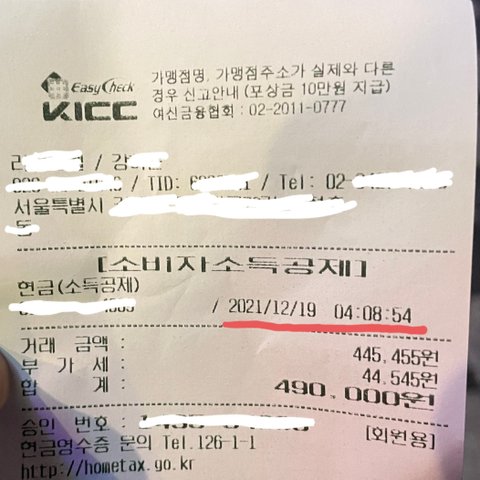 EasyCheck
KICC
가맹점명, 가맹점주소가 실제와 다른
경우 신고안내 (포상금 10만원 지급)
여신금융협회 : 02-2011-0777
/
/ TID: / Tel: 02-
서울특별시
동
[소비자소득공제]
현금(소득공제)
/ 2021/12/19 04:08:54
거래 금액 : 445,455원
부 가 세 : 44,545원
합 계 : 490,000원
승인 번호 :
현금영수증 문의 Tel.126-1-1 [회원용]
http://hometax.go.kr